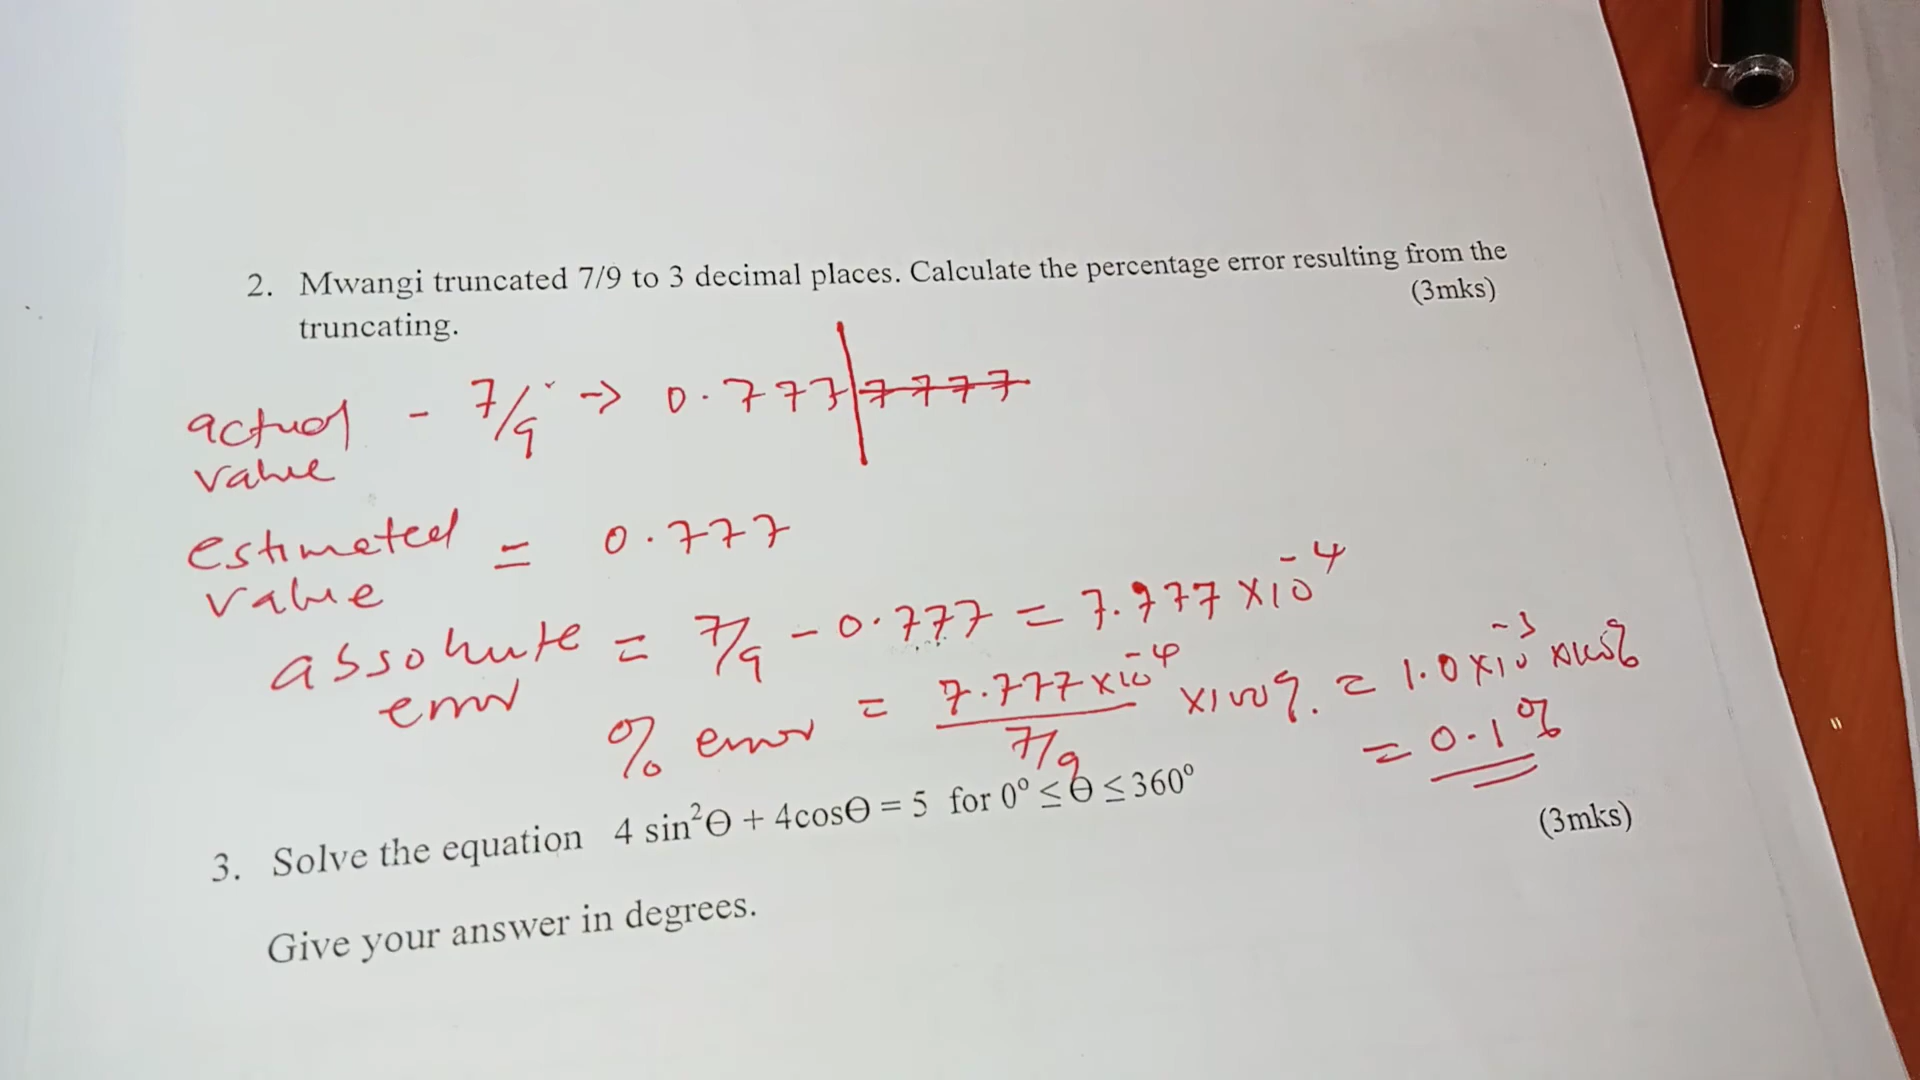 2. Mwangi truncated 7/9 to 3 decimal places. Calculate the percentage error resulting from the
truncating. (3mks)
actual value - 7/9 -> 0.777|7777
estimated value = 0.777
absolute error = 7/9 - 0.777 = 7.777 x10^-4
% error = 7.777x10^-4 / 7/9 x100% = 1.0 x10^-3 x100%
= 0.1%
3. Solve the equation 4 sin²Θ + 4cosΘ = 5 for 0° ≤ Θ ≤ 360°
(3mks)
Give your answer in degrees.